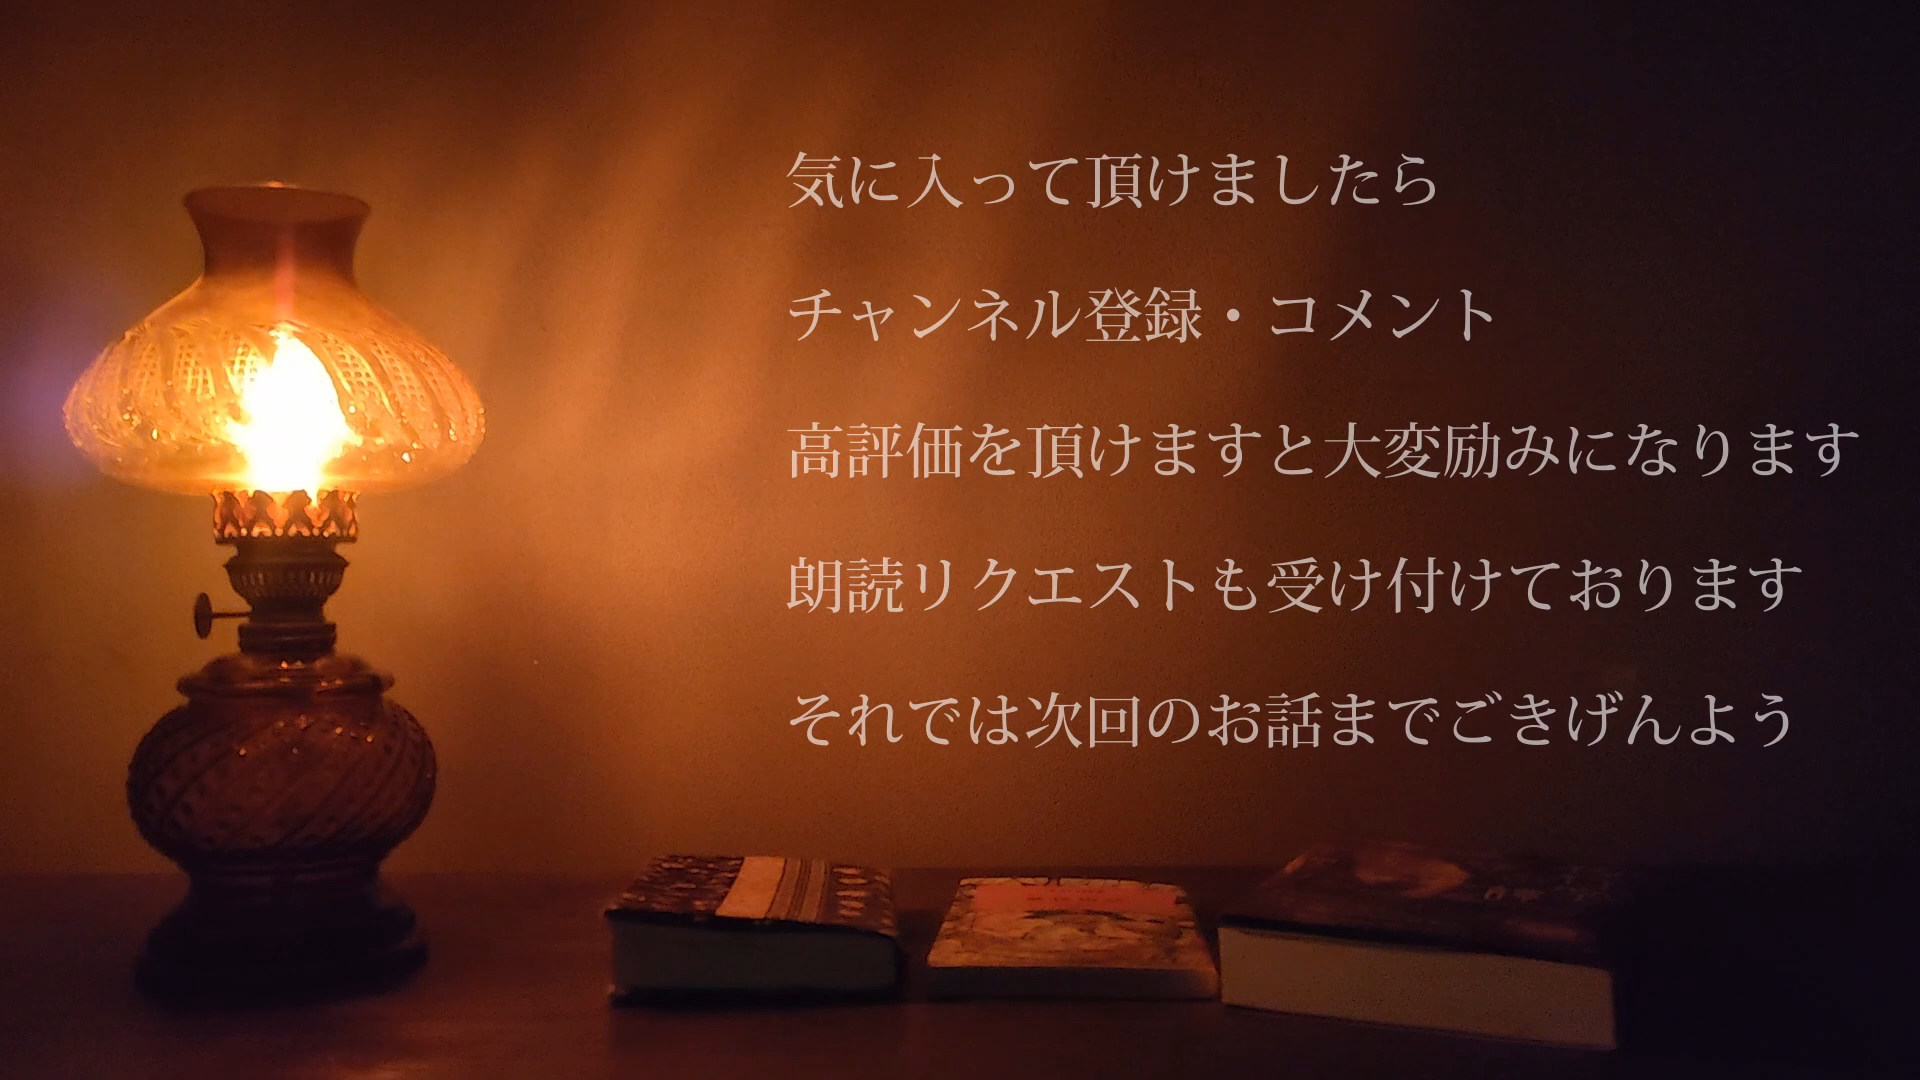 気に入って頂けましたら
チャンネル登録・コメント
高評価を頂けますと大変励みになります
朗読リクエストも受け付けております
それでは次回のお話までごきげんよう